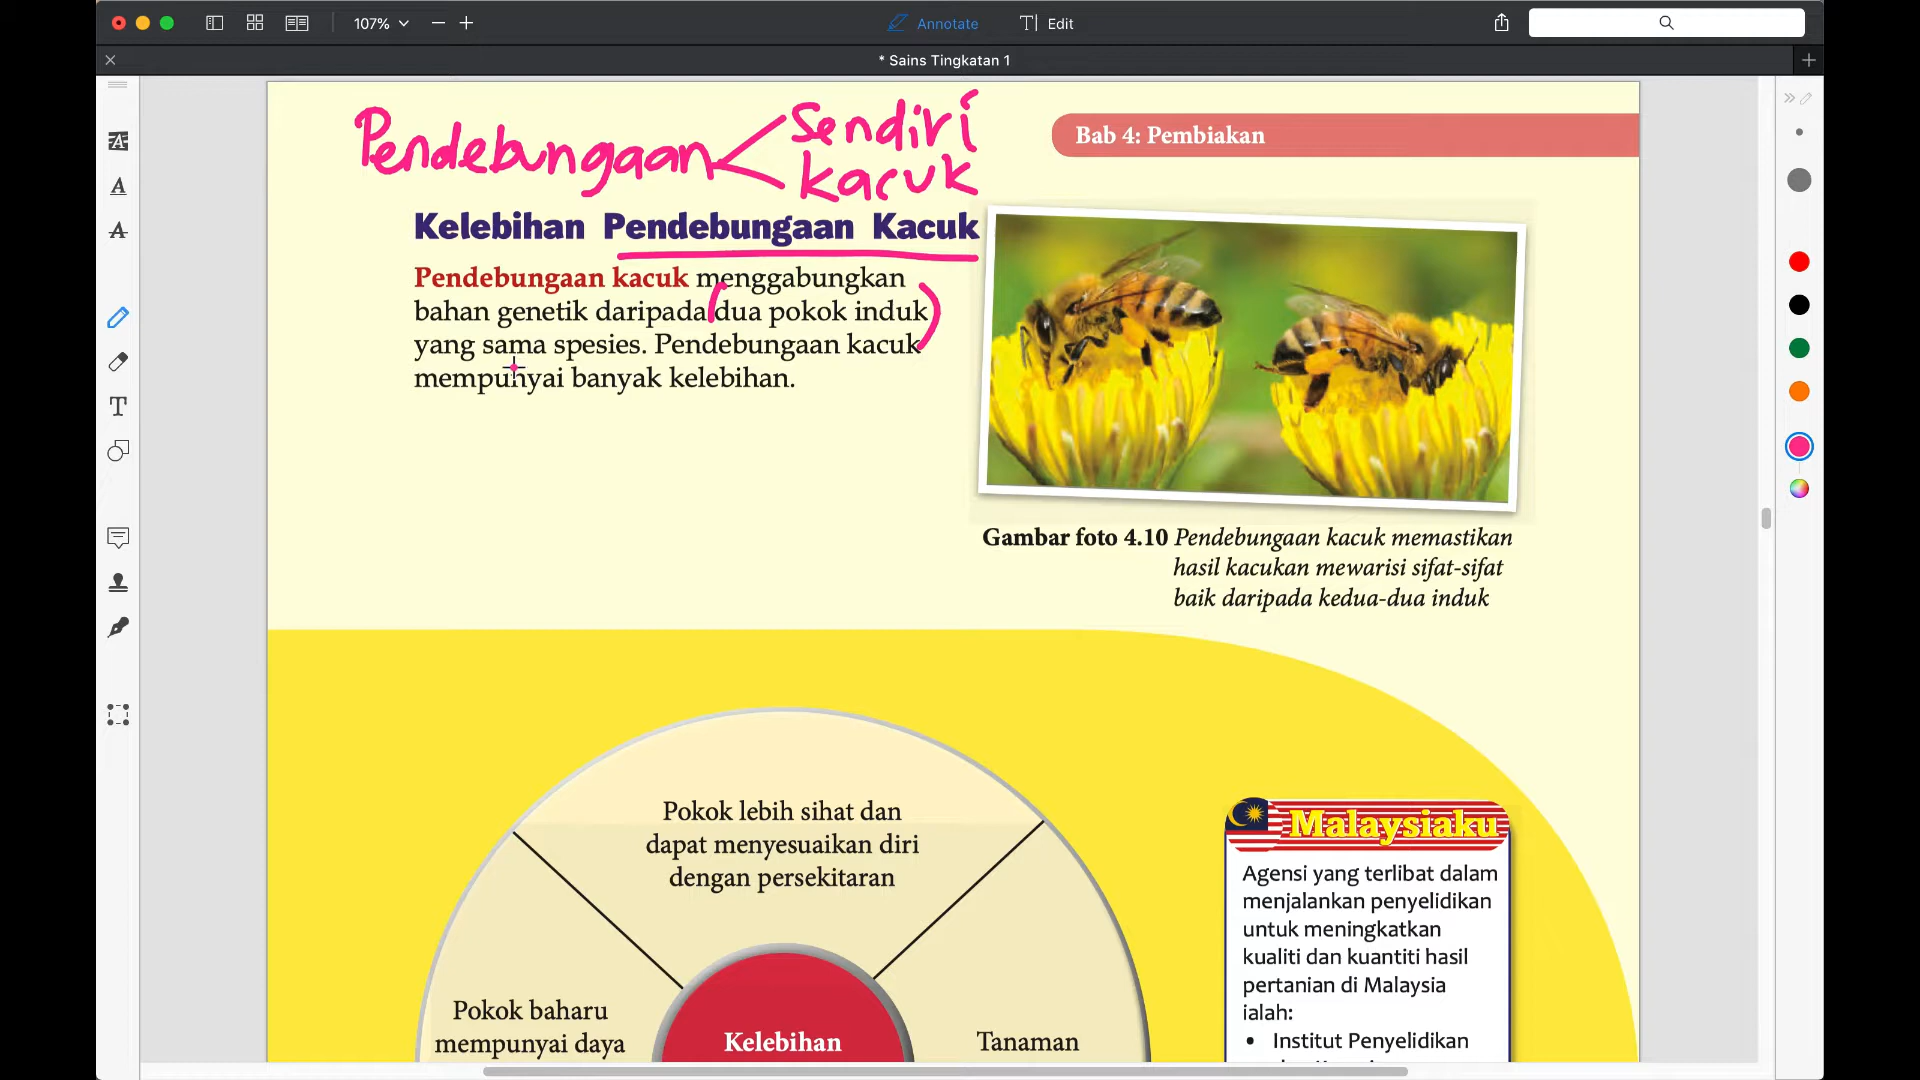 107%
Annotate
Edit
* Sains Tingkatan 1
Pendebungaan
Sendiri
kacuk
Bab 4: Pembiakan
Kelebihan Pendebungaan Kacuk
Pendebungaan kacuk menggabungkan
bahan genetik daripada dua pokok induk
yang sama spesies. Pendebungaan kacuk
mempunyai banyak kelebihan.
Gambar foto 4.10 Pendebungaan kacuk memastikan
hasil kacukan mewarisi sifat-sifat
baik daripada kedua-dua induk
Pokok lebih sihat dan
dapat menyesuaikan diri
dengan persekitaran
Pokok baharu
mempunyai daya
Kelebihan
Tanaman
Malaysiaku
Agensi yang terlibat dalam
menjalankan penyelidikan
untuk meningkatkan
kualiti dan kuantiti hasil
pertanian di Malaysia
ialah:
• Institut Penyelidikan